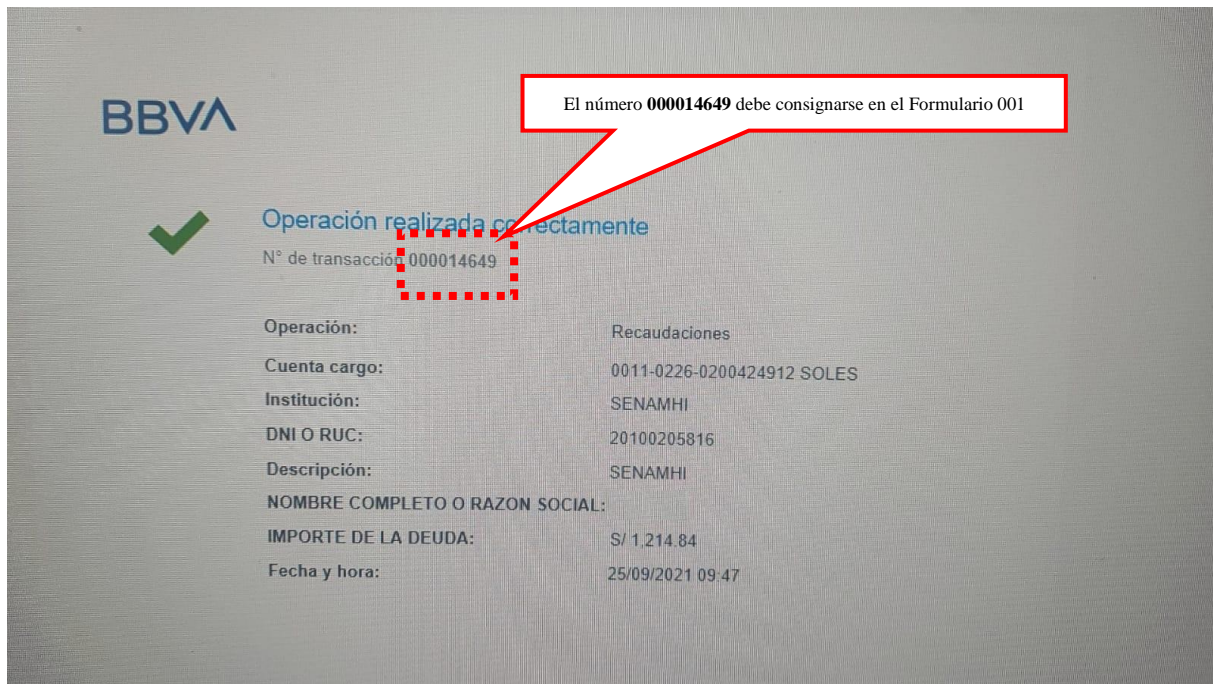 El número 000014649 debe consignarse en el Formulario 001
BBVA
Operación realizada correctamente
N° de transacción 000014649
Operación: Recaudaciones
Cuenta cargo: 0011-0226-0200424912 SOLES
Institución: SENAMHI
DNI O RUC: 20100205816
Descripción: SENAMHI
NOMBRE COMPLETO O RAZON SOCIAL:
IMPORTE DE LA DEUDA: S/ 1,214.84
Fecha y hora: 25/09/2021 09:47